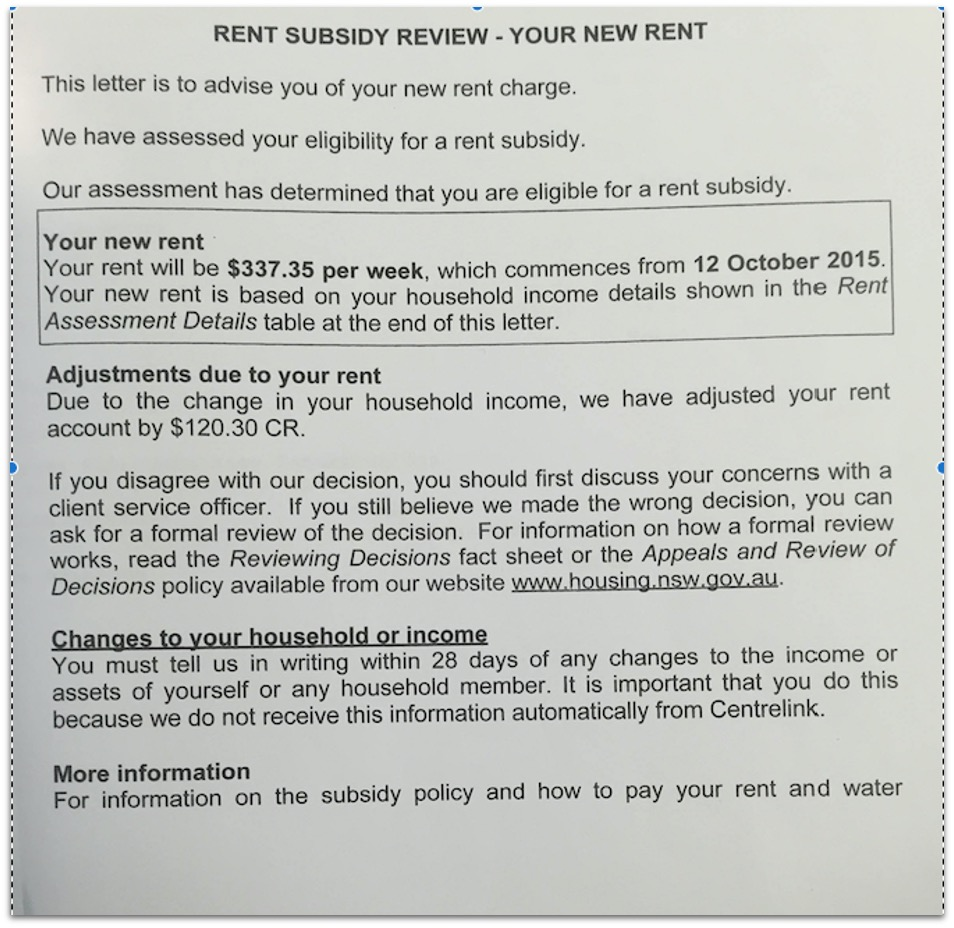 RENT SUBSIDY REVIEW - YOUR NEW RENT
This letter is to advise you of your new rent charge.
We have assessed your eligibility for a rent subsidy.
Our assessment has determined that you are eligible for a rent subsidy.
Your new rent
Your rent will be $337.35 per week, which commences from 12 October 2015.
Your new rent is based on your household income details shown in the Rent
Assessment Details table at the end of this letter.
Adjustments due to your rent
Due to the change in your household income, we have adjusted your rent
account by $120.30 CR.
If you disagree with our decision, you should first discuss your concerns with a
client service officer. If you still believe we made the wrong decision, you can
ask for a formal review of the decision. For information on how a formal review
works, read the Reviewing Decisions fact sheet or the Appeals and Review of
Decisions policy available from our website www.housing.nsw.gov.au.
Changes to your household or income
You must tell us in writing within 28 days of any changes to the income or
assets of yourself or any household member. It is important that you do this
because we do not receive this information automatically from Centrelink.
More information
For information on the subsidy policy and how to pay your rent and water